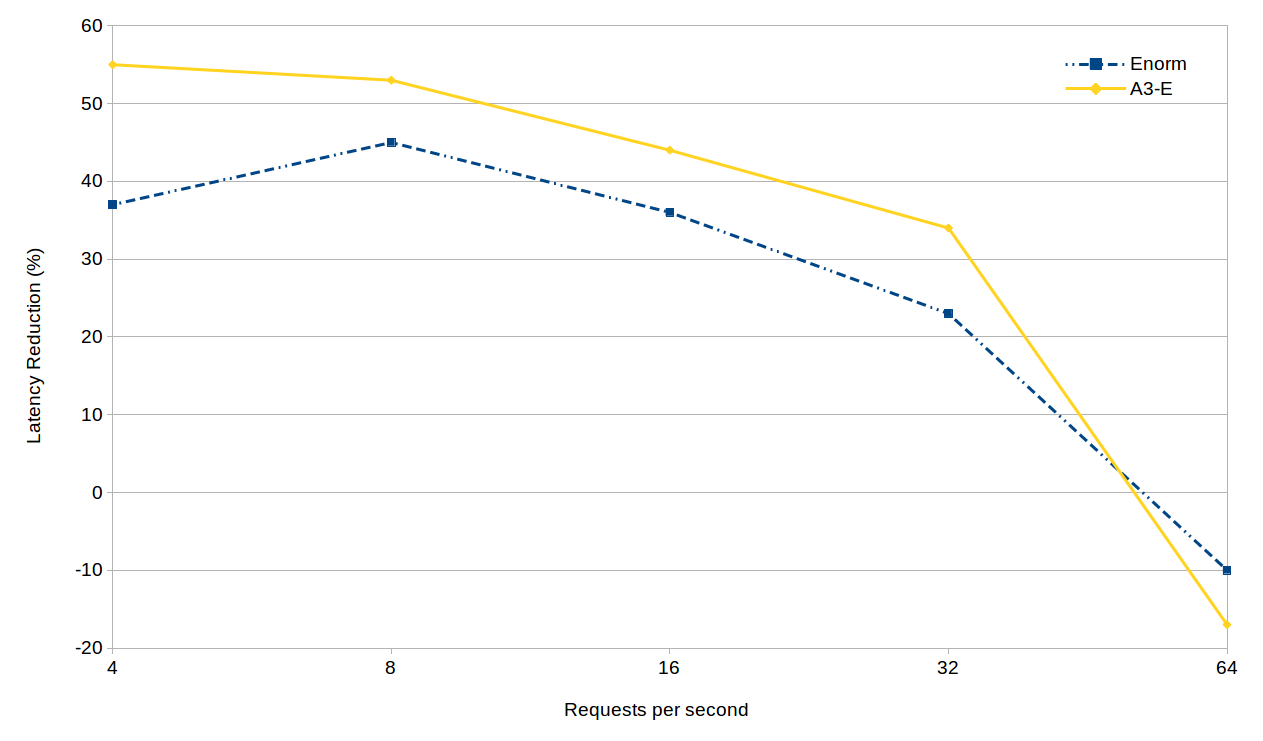 60
50
40
30
20
10
0
-10
-20
Latency Reduction (%)
Enorm
A3-E
4 8 16 32 64
Requests per second